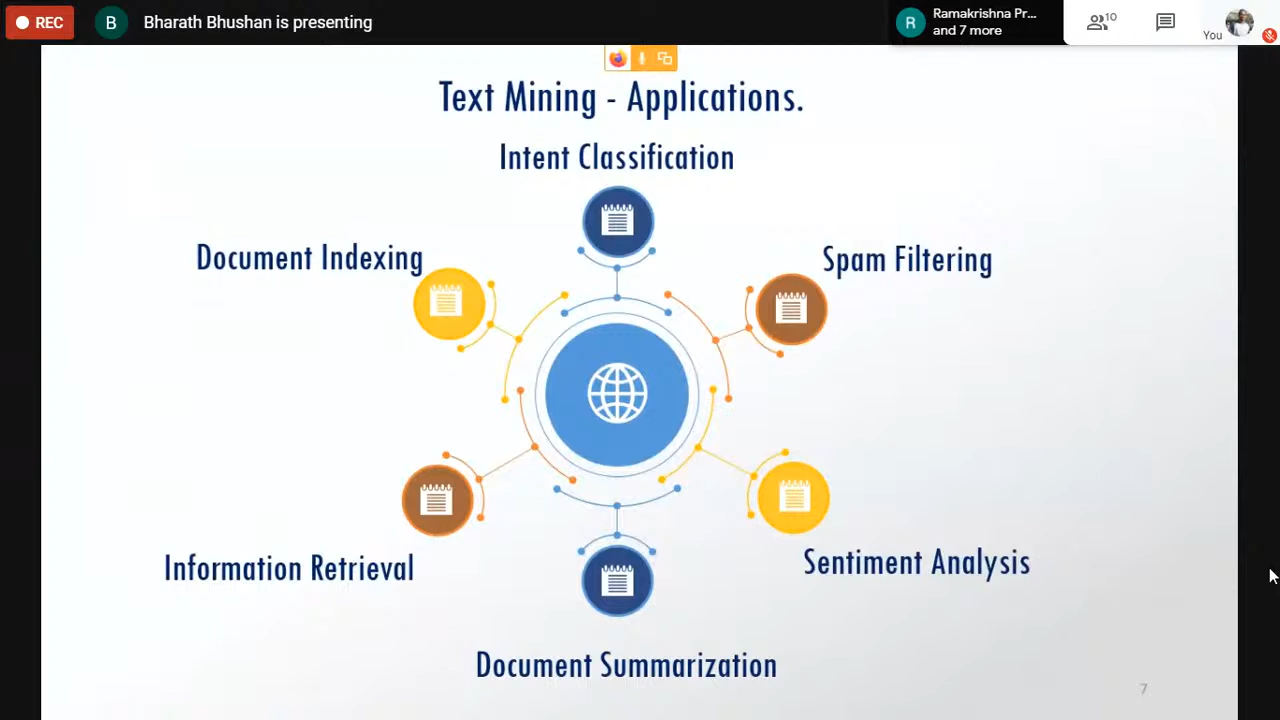 REC
B
Bharath Bhushan is presenting
R
Ramakrishna Pr...
and 7 more
10
You
Text Mining - Applications.
Intent Classification
Document Indexing
Spam Filtering
Information Retrieval
Sentiment Analysis
Document Summarization
7